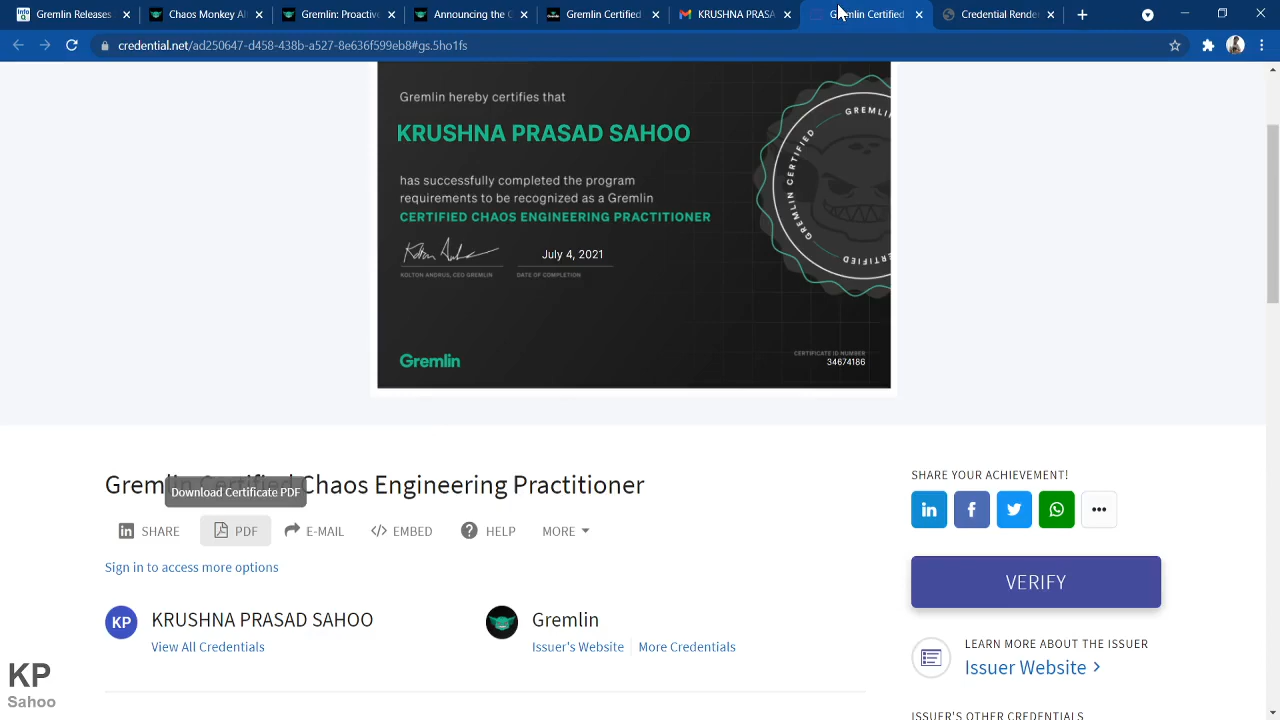 Gremlin Releases
Chaos Monkey Al
Gremlin: Proactive
Announcing the G
Gremlin Certified
KRUSHNA PRASA
Gremlin Certified
Credential Render
credential.net/ad250647-d458-438b-a527-8e636f599eb8#gs.5ho1fs
Gremlin hereby certifies that
KRUSHNA PRASAD SAHOO
has successfully completed the program
requirements to be recognized as a Gremlin
CERTIFIED CHAOS ENGINEERING PRACTITIONER
July 4, 2021
KOLTON ANDRUS, CEO GREMLIN
DATE OF COMPLETION
GREMLIN CERTIFIED
GREMLI
CERTIFIED
Gremlin
CERTIFICATE ID NUMBER
34674186
Gremlin Certified Chaos Engineering Practitioner
Download Certificate PDF
SHARE
PDF
E-MAIL
EMBED
HELP
MORE
Sign in to access more options
KP
KRUSHNA PRASAD SAHOO
View All Credentials
Gremlin
Issuer's Website
More Credentials
SHARE YOUR ACHIEVEMENT!
VERIFY
LEARN MORE ABOUT THE ISSUER
Issuer Website >
ISSUER'S OTHER CREDENTIALS
KP
Sahoo